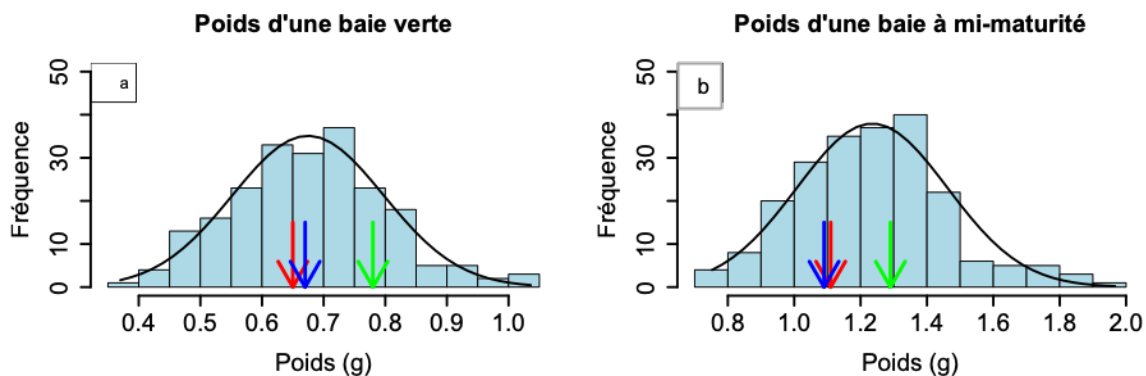 Poids d'une baie verte
a
Fréquence
50
30
10
0
0.4 0.5 0.6 0.7 0.8 0.9 1.0
Poids (g)
Poids d'une baie à mi-maturité
b
Fréquence
50
30
10
0
0.8 1.0 1.2 1.4 1.6 1.8 2.0
Poids (g)